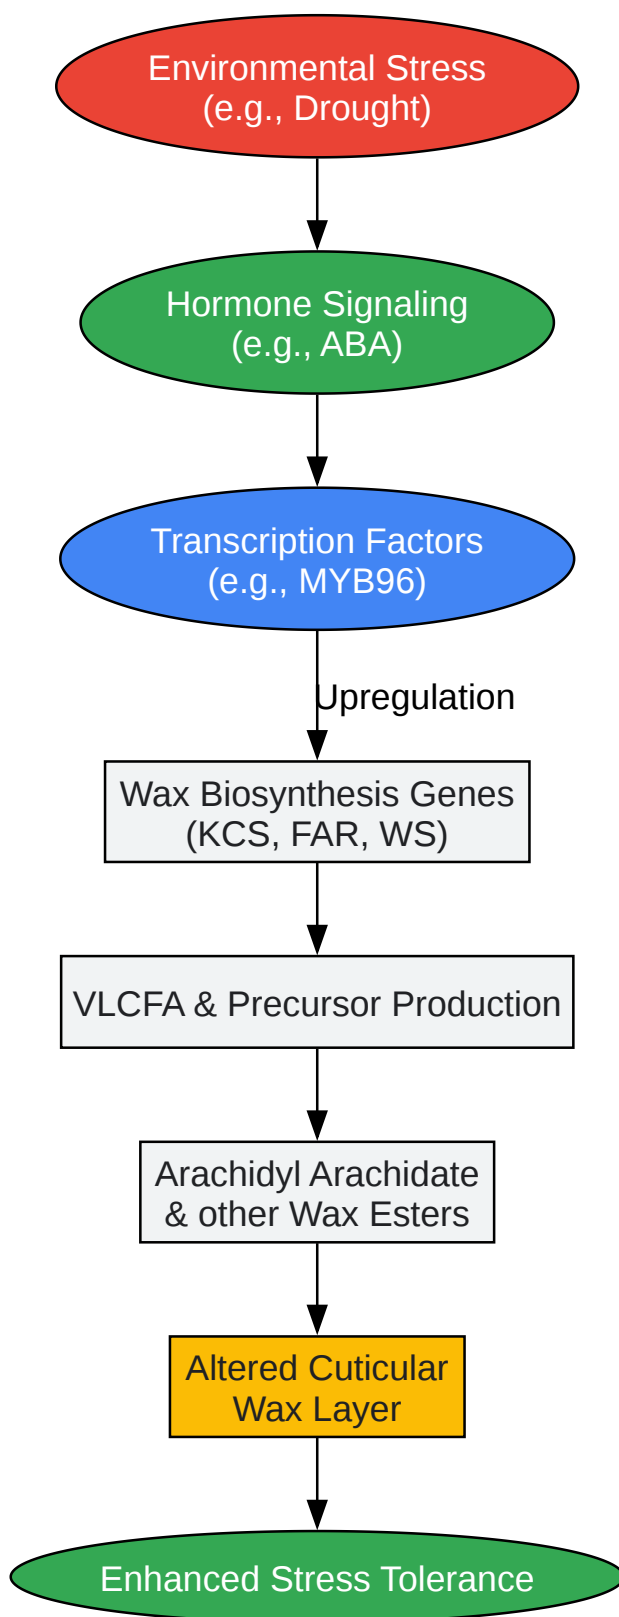 Environmental Stress
(e.g., Drought)
Hormone Signaling
(e.g., ABA)
Transcription Factors
(e.g., MYB96)
Upregulation
Wax Biosynthesis Genes
(KCS, FAR, WS)
VLCFA & Precursor Production
Arachidyl Arachidate
& other Wax Esters
Altered Cuticular
Wax Layer
Enhanced Stress Tolerance